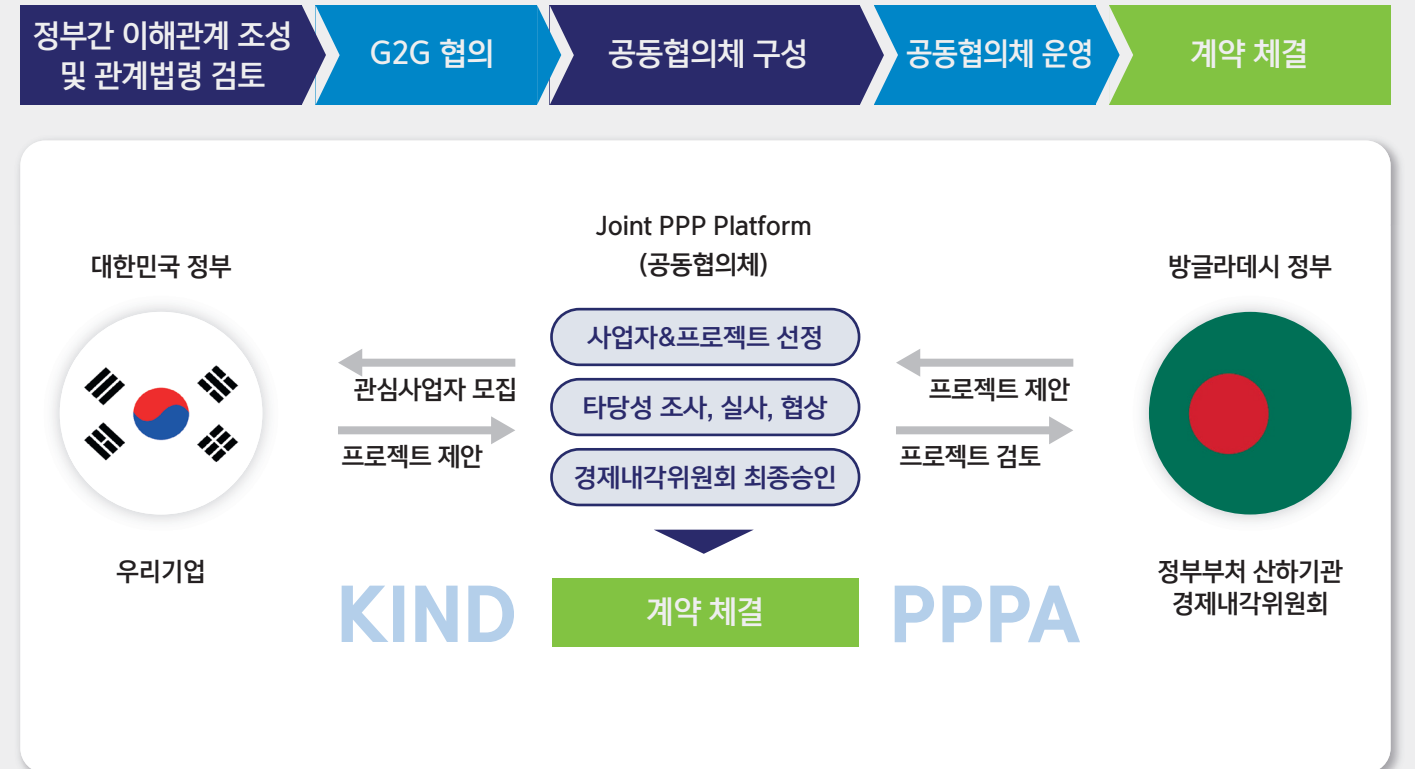 정부간 이해관계 조성
및 관계법령 검토
G2G 협의
공동협의체 구성
공동협의체 운영
계약 체결
대한민국 정부
우리기업
관심사업자 모집
프로젝트 제안
KIND
Joint PPP Platform
(공동협의체)
사업자&프로젝트 선정
타당성 조사, 실사, 협상
경제내각위원회 최종승인
계약 체결
프로젝트 제안
프로젝트 검토
PPPA
방글라데시 정부
정부부처 산하기관
경제내각위원회